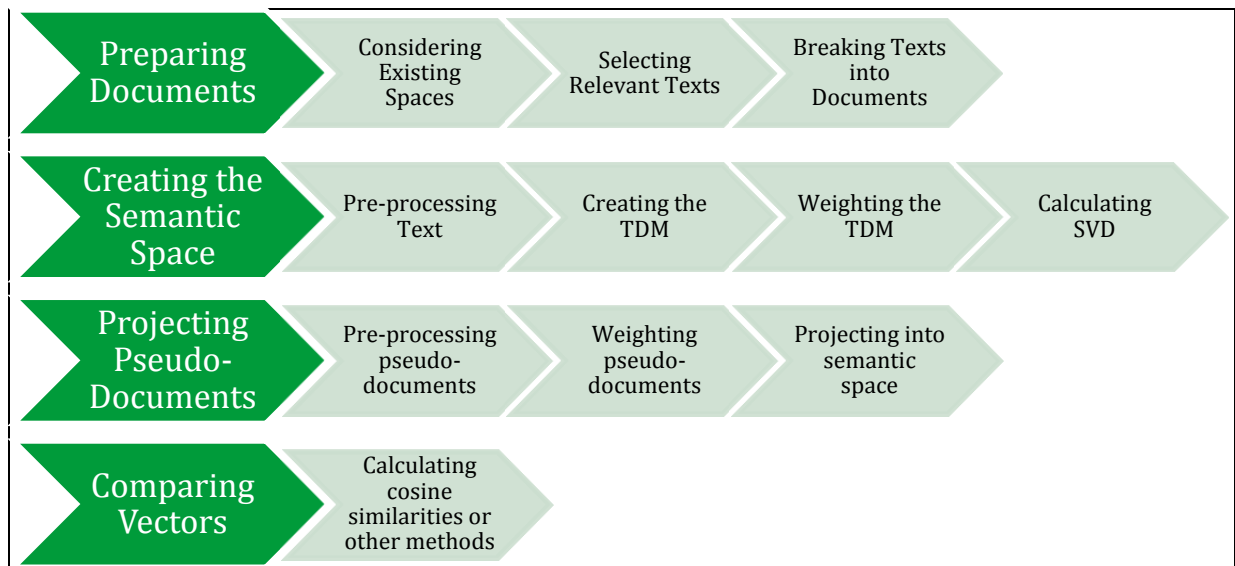 Preparing
Documents
Considering
Existing
Spaces
Selecting
Relevant Texts
Breaking Texts
into
Documents
Creating the
Semantic
Space
Pre-processing
Text
Creating the
TDM
Weighting the
TDM
Calculating
SVD
Projecting
Pseudo-
Documents
Pre-processing
pseudo-
documents
Weighting
pseudo-
documents
Projecting into
semantic
space
Comparing
Vectors
Calculating
cosine
similarities or
other methods